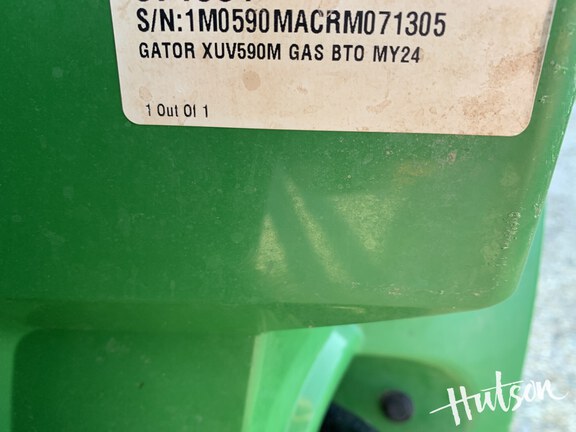 S/N:1M0590MACRM071305
GATOR XUV590M GAS BTO MY24
1 Out Of 1
Hutson